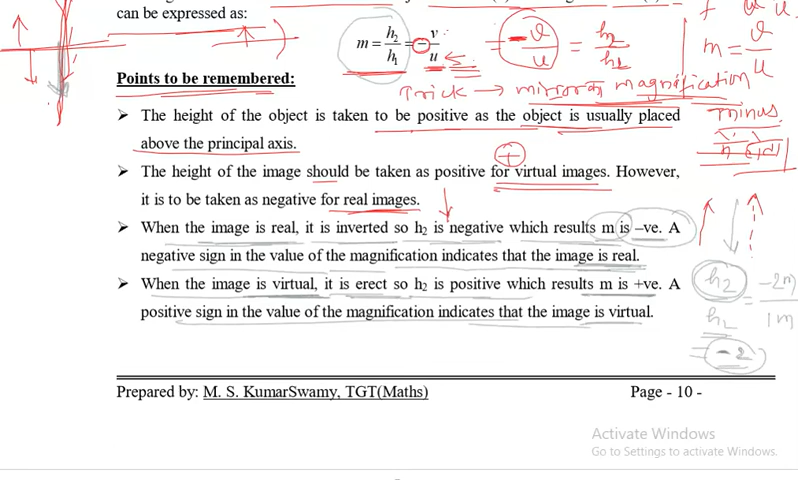 can be expressed as:
m = h₂/h₁ = − v/u
= −v/u = h₂/h₁
m = v/u
Points to be remembered:
Trick → mirror का magnification
minus
➢ The height of the object is taken to be positive as the object is usually placed
above the principal axis.
+
➢ The height of the image should be taken as positive for virtual images. However,
it is to be taken as negative for real images.
➢ When the image is real, it is inverted so h₂ is negative which results m is –ve. A
negative sign in the value of the magnification indicates that the image is real.
➢ When the image is virtual, it is erect so h₂ is positive which results m is +ve. A
positive sign in the value of the magnification indicates that the image is virtual.
h₂/h₁ = -2m/1m
= -2
Prepared by: M. S. KumarSwamy, TGT(Maths)
Page - 10 -
Activate Windows
Go to Settings to activate Windows.